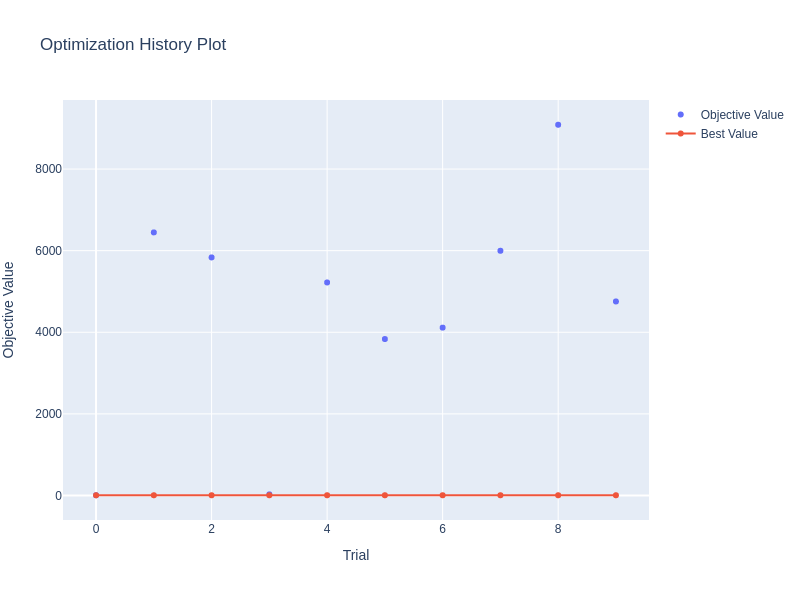 Optimization History Plot
Objective Value
Best Value
8000
6000
4000
2000
0
0
2
4
6
8
Trial
Objective Value